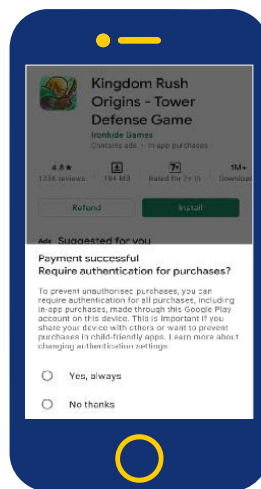 Kingdom Rush
Origins - Tower
Defense Game
Ironhide Games
Contains ads • In-app purchases
4.8★
7+
1M+
173K reviews
194 MB
Rated for 7+
Download
Refund
Install
Ads Suggested for you
Payment successful
Require authentication for purchases?
To prevent unauthorised purchases, you can
require authentication for all purchases, including
in-app purchases, made through this Google Play
account on this device. This is important if you
share your device with others or want to prevent
purchases in child-friendly apps. Learn more about
changing authentication settings.
Yes, always
No thanks